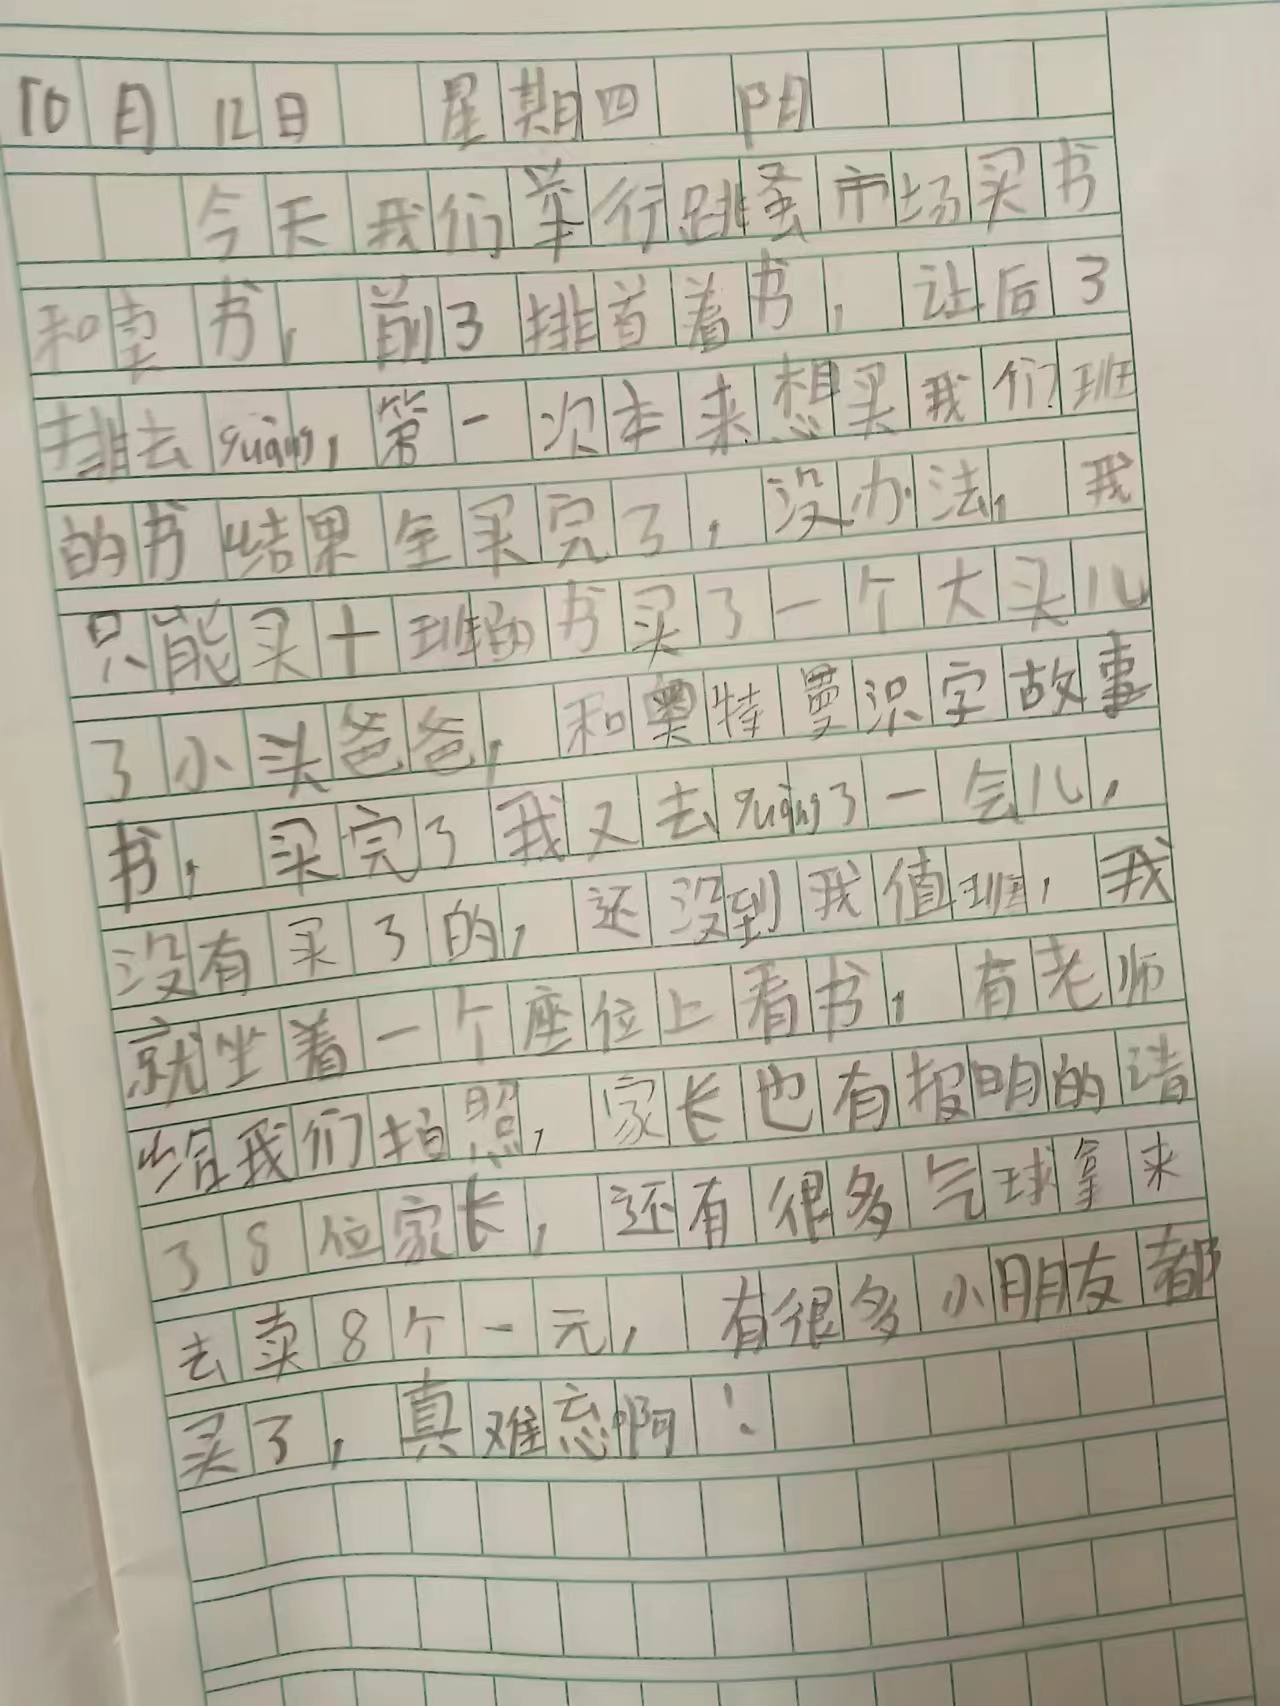 10月12日 星期四 阴
今天我们举行跳蚤市场买书
和卖书，前3排首着书，让后3
排去guàng，第一次本来想买我们班
的书结果全买完了，没办法，我
只能买十班的书买了一个大头儿
了小头爸爸，和奥特曼识字故事
书，买完了我又去guàng了一会儿，
没有买了的，还没到我值班，我
就坐着一个座位上看书，有老师
给我们拍照，家长也有报明的请
了8位家长，还有很多气球拿来
去卖8个一元，有很多小朋友都
买了，真难忘啊！